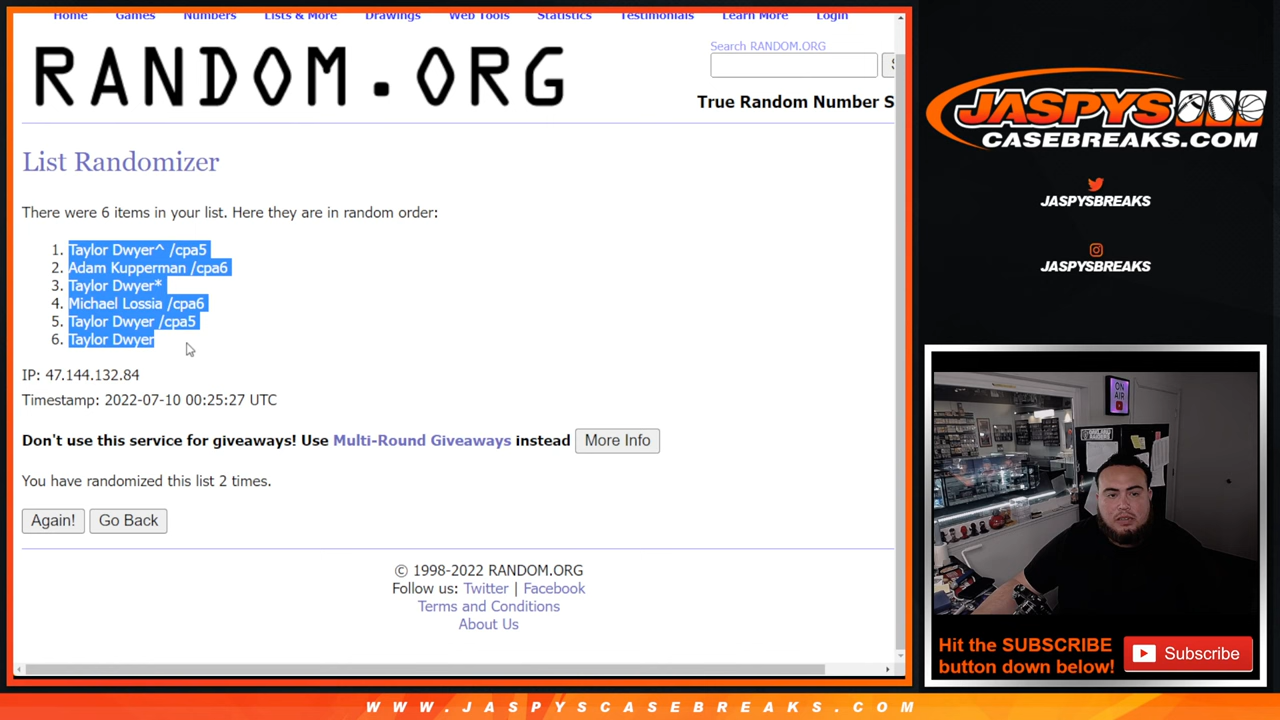 Home Games Numbers Lists & More Drawings Web Tools Statistics Testimonials Learn More Login
RANDOM.ORG
Search RANDOM.ORG
True Random Number S
List Randomizer
There were 6 items in your list. Here they are in random order:
1. Taylor Dwyer^ /cpa5
2. Adam Kupperman /cpa6
3. Taylor Dwyer*
4. Michael Lossia /cpa6
5. Taylor Dwyer /cpa5
6. Taylor Dwyer
IP: 47.144.132.84
Timestamp: 2022-07-10 00:25:27 UTC
Don't use this service for giveaways! Use Multi-Round Giveaways instead More Info
You have randomized this list 2 times.
Again! Go Back
© 1998-2022 RANDOM.ORG
Follow us: Twitter | Facebook
Terms and Conditions
About Us
JASPYS
CASEBREAKS.COM
JASPYSBREAKS
JASPYSBREAKS
ON
AIR
Hit the SUBSCRIBE
button down below!
Subscribe
WWW.JASPYSCASEBREAKS.COM